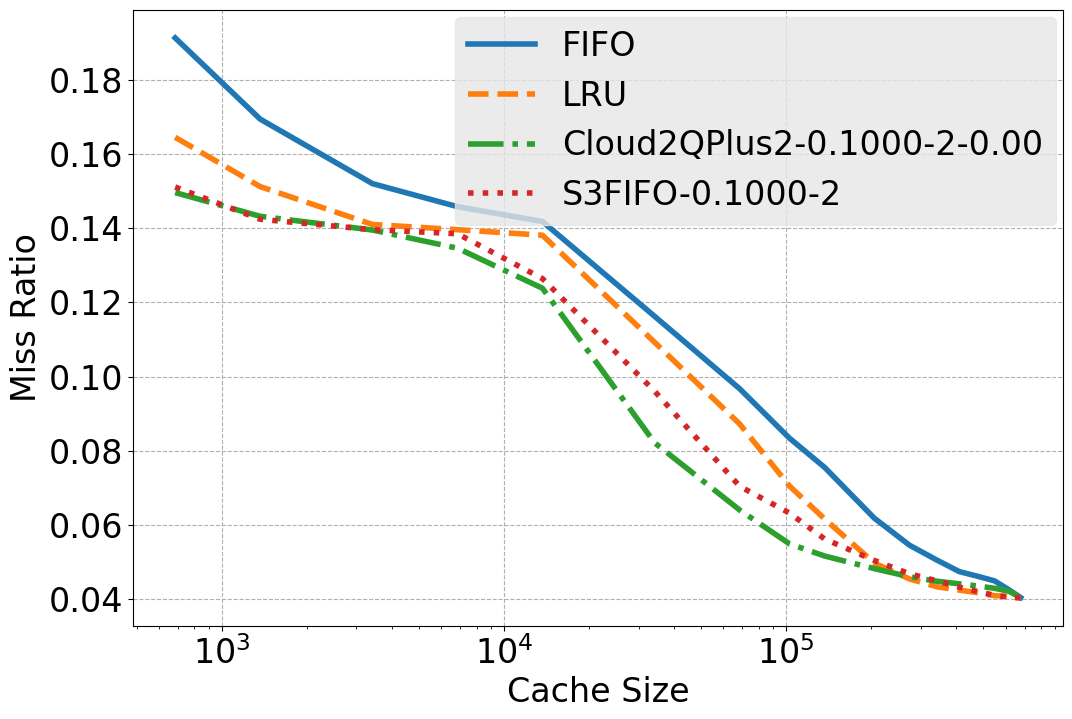 FIFO
LRU
Cloud2QPlus2-0.1000-2-0.00
S3FIFO-0.1000-2
0.18
0.16
0.14
0.12
0.10
0.08
0.06
0.04
Miss Ratio
10³
10⁴
10⁵
Cache Size